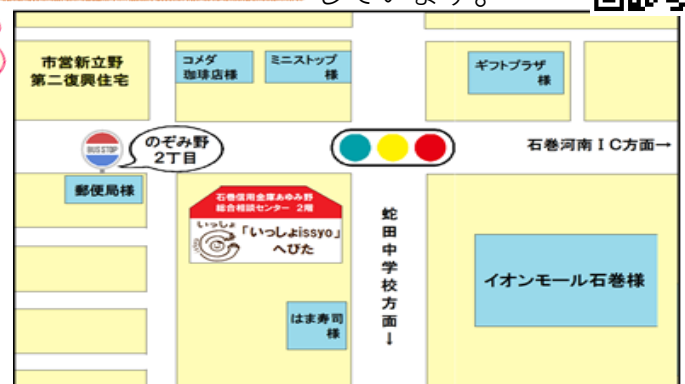 しています。
市営新立野
第二復興住宅
コメダ
珈琲店様
ミニストップ
様
ギフトプラザ
様
BUS STOP
のぞみ野
2丁目
石巻河南IC方面→
郵便局様
石巻信用金庫あゆみ野
総合相談センター 2階
いっしょ
「いっしょissyo」
へびた
蛇田中学校方面↓
イオンモール石巻様
はま寿司
様